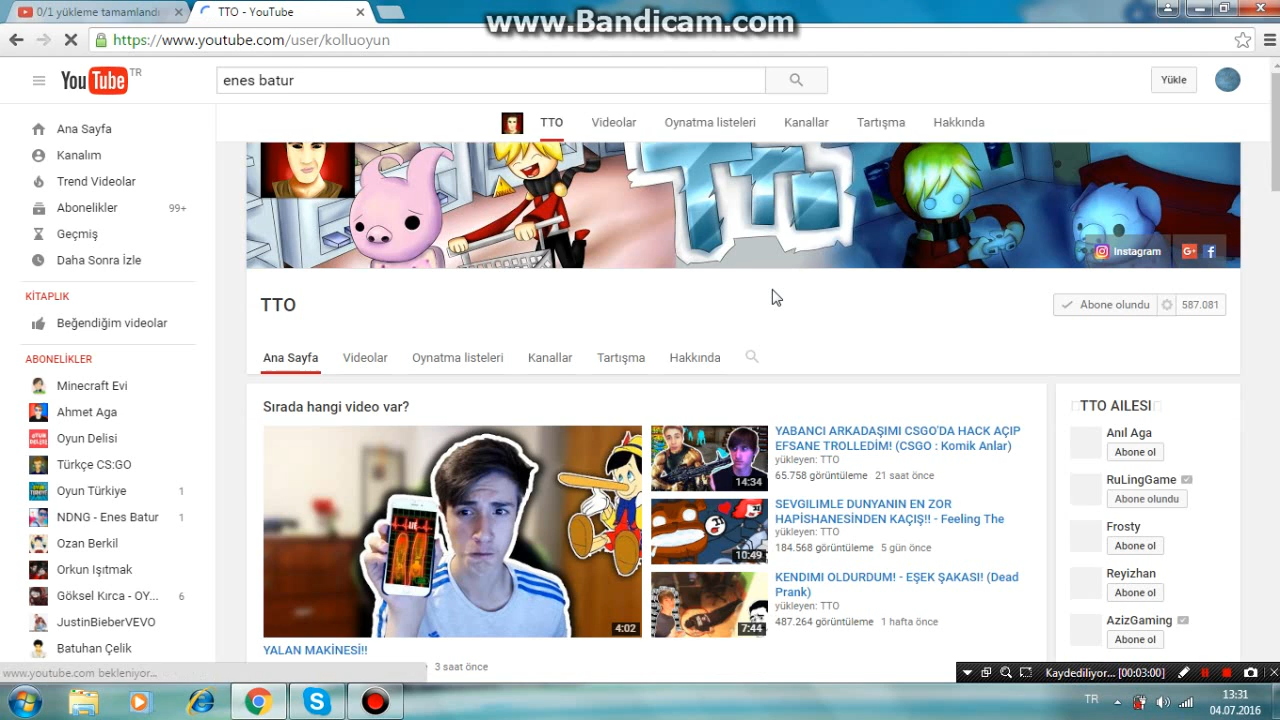 0/1 yükleme tamamlandı
TTO - YouTube
www.Bandicam.com
https://www.youtube.com/user/kolluoyun
YouTube TR
enes batur
Yükle
TTO
Videolar
Oynatma listeleri
Kanallar
Tartışma
Hakkında
Ana Sayfa
Kanalım
Trend Videolar
Abonelikler 99+
Geçmiş
Daha Sonra İzle
KİTAPLIK
Beğendiğim videolar
ABONELİKLER
Minecraft Evi
Ahmet Aga
Oyun Delisi
Türkçe CS:GO
Oyun Türkiye 1
NDNG - Enes Batur 1
Ozan Berkil
Orkun Işıtmak
Göksel Kırca - OY... 6
JustinBieberVEVO
Batuhan Çelik
TTO
Instagram
TTO
Abone olundu
587.081
Ana Sayfa
Videolar
Oynatma listeleri
Kanallar
Tartışma
Hakkında
Sırada hangi video var?
4:02
YALAN MAKİNESİ!!
3 saat önce
14:34
YABANCI ARKADAŞIMI CSGO'DA HACK AÇIP
EFSANE TROLLEDİM! (CSGO : Komik Anlar)
yükleyen: TTO
65.758 görüntüleme 21 saat önce
10:49
SEVGILIMLE DUNYANIN EN ZOR
HAPİSHANESİNDEN KAÇIŞ!! - Feeling The
yükleyen: TTO
184.568 görüntüleme 5 gün önce
7:44
KENDIMI OLDURDUM! - EŞEK ŞAKASI! (Dead
Prank)
yükleyen: TTO
487.264 görüntüleme 1 hafta önce
TTO AILESI
Anıl Aga
Abone ol
RuLingGame
Abone olundu
Frosty
Abone ol
Reyizhan
Abone ol
AzizGaming
Abone ol
www.youtube.com bekleniyor...
Kaydediliyor... [00:03:00]
TR
13:31
04.07.2016